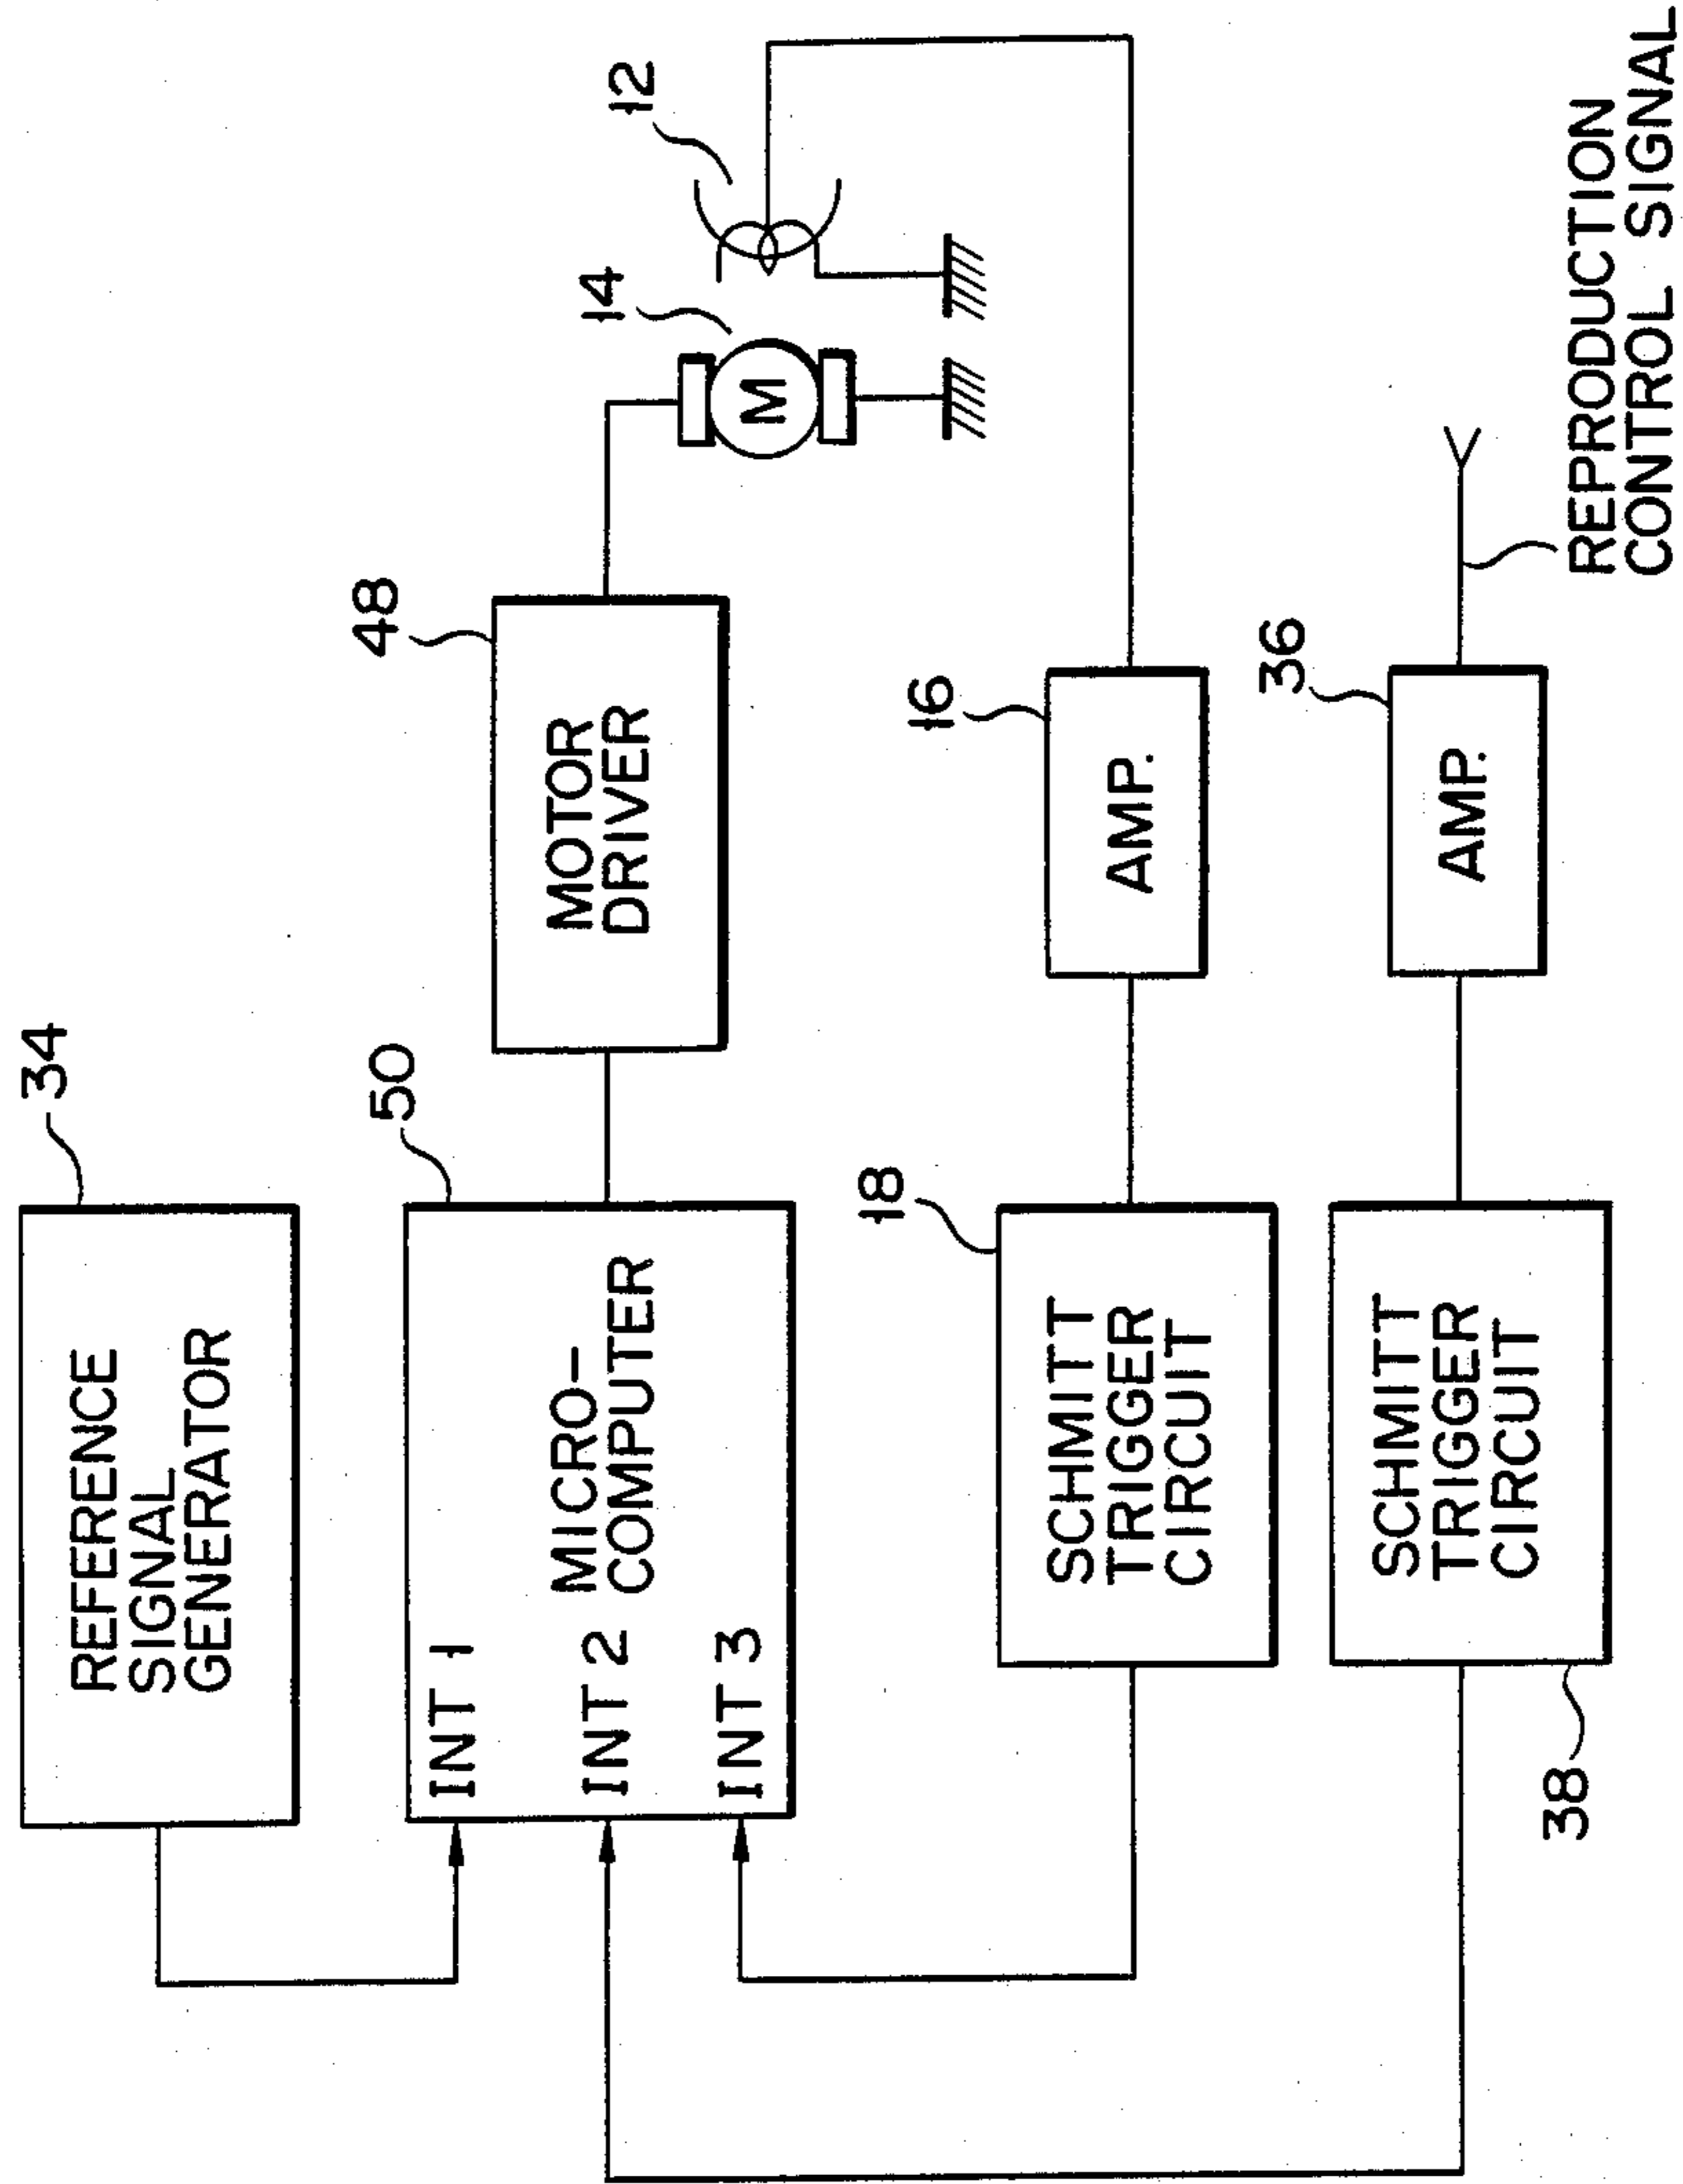 34
REFERENCE
SIGNAL
GENERATOR
50
INT 1
MICRO-
COMPUTER
INT 2
INT 3
48
MOTOR
DRIVER
14
M
12
18
SCHMITT
TRIGGER
CIRCUIT
16
AMP.
38
SCHMITT
TRIGGER
CIRCUIT
36
AMP.
REPRODUCTION
CONTROL SIGNAL